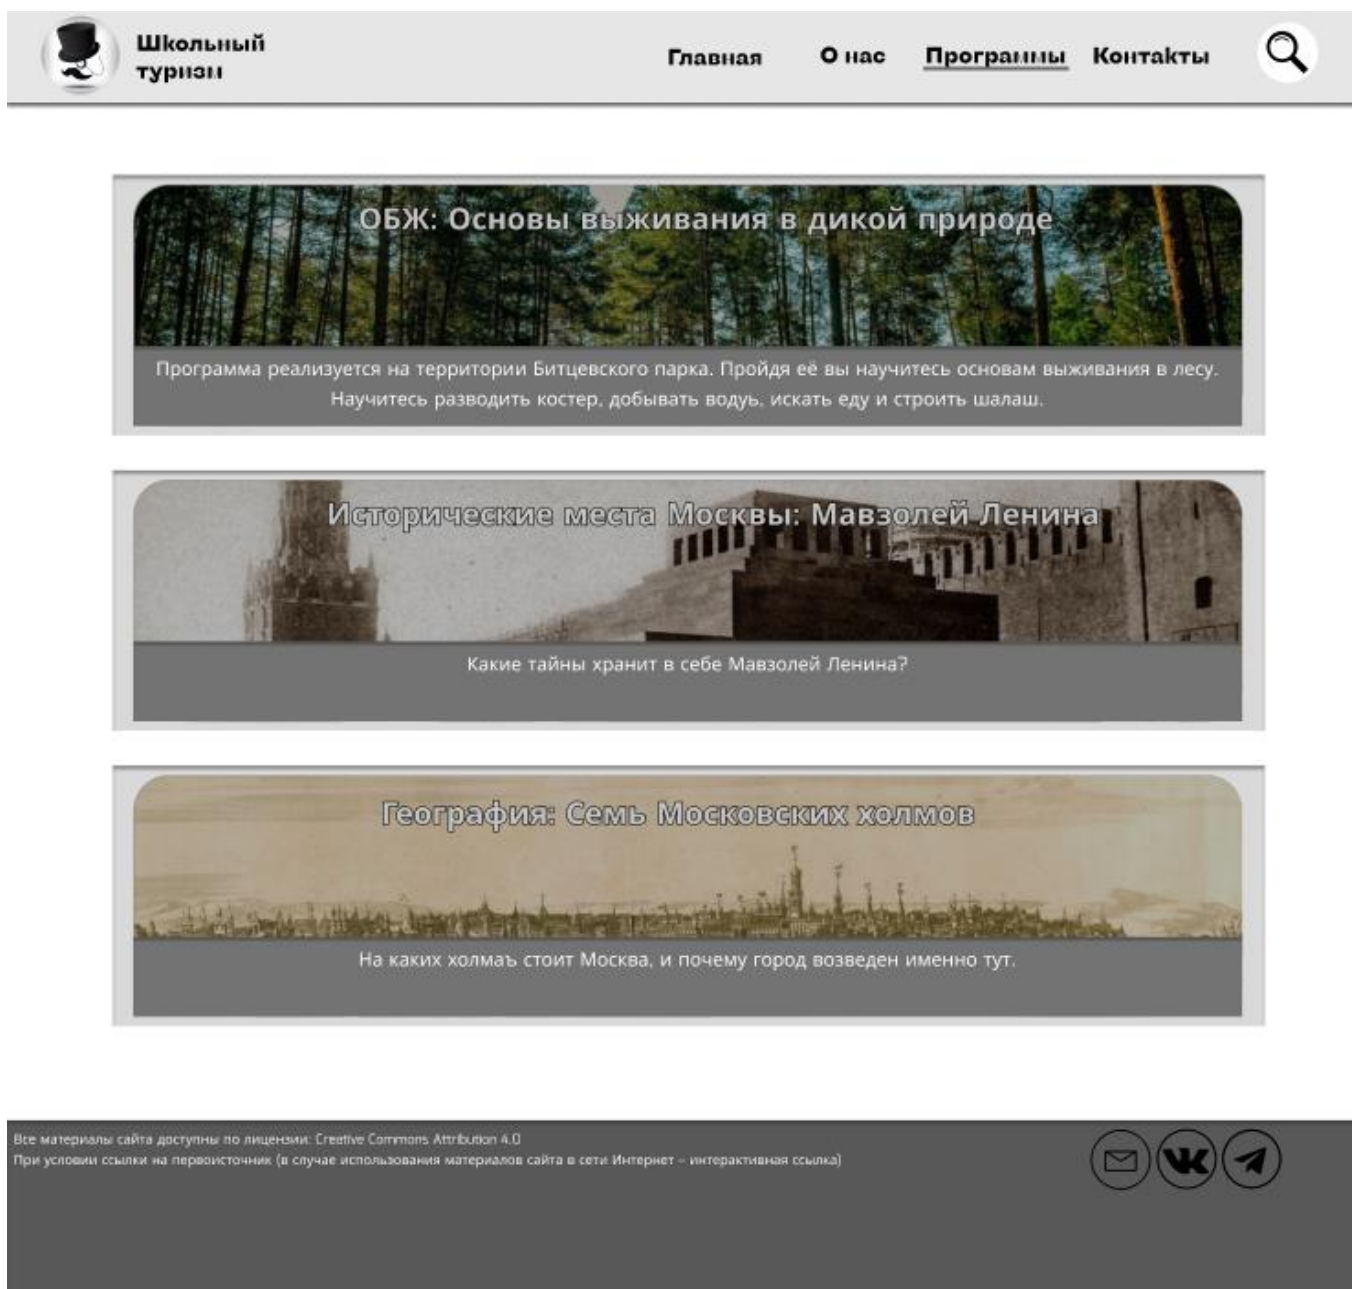 Школьный
туризм
Главная
О нас
Программы
Контакты
ОБЖ: Основы выживания в дикой природе
Программа реализуется на территории Битцевского парка. Пройдя её вы научитесь основам выживания в лесу.
Научитесь разводить костер, добывать водуь, искать еду и строить шалаш.
Исторические места Москвы: Мавзолей Ленина
Какие тайны хранит в себе Мавзолей Ленина?
География: Семь Московских холмов
На каких холмаъ стоит Москва, и почему город возведен именно тут.
Все материалы сайта доступны по лицензии: Creative Commons Attribution 4.0
При условии ссылки на первоисточник (в случае использования материалов сайта в сети Интернет – интерактивная ссылка)